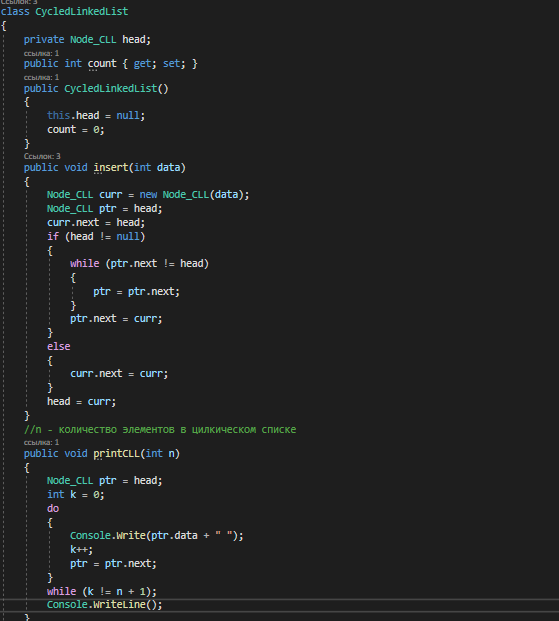 Ссылок: 3
class CycledLinkedList
{
private Node_CLL head;
ссылка: 1
public int count { get; set; }
ссылка: 1
public CycledLinkedList()
{
this.head = null;
count = 0;
}
Ссылок: 3
public void insert(int data)
{
Node_CLL curr = new Node_CLL(data);
Node_CLL ptr = head;
curr.next = head;
if (head != null)
{
while (ptr.next != head)
{
ptr = ptr.next;
}
ptr.next = curr;
}
else
{
curr.next = curr;
}
head = curr;
}
//n - количество элементов в цилкическом списке
ссылка: 1
public void printCLL(int n)
{
Node_CLL ptr = head;
int k = 0;
do
{
Console.Write(ptr.data + " ");
k++;
ptr = ptr.next;
}
while (k != n + 1);
Console.WriteLine();
}